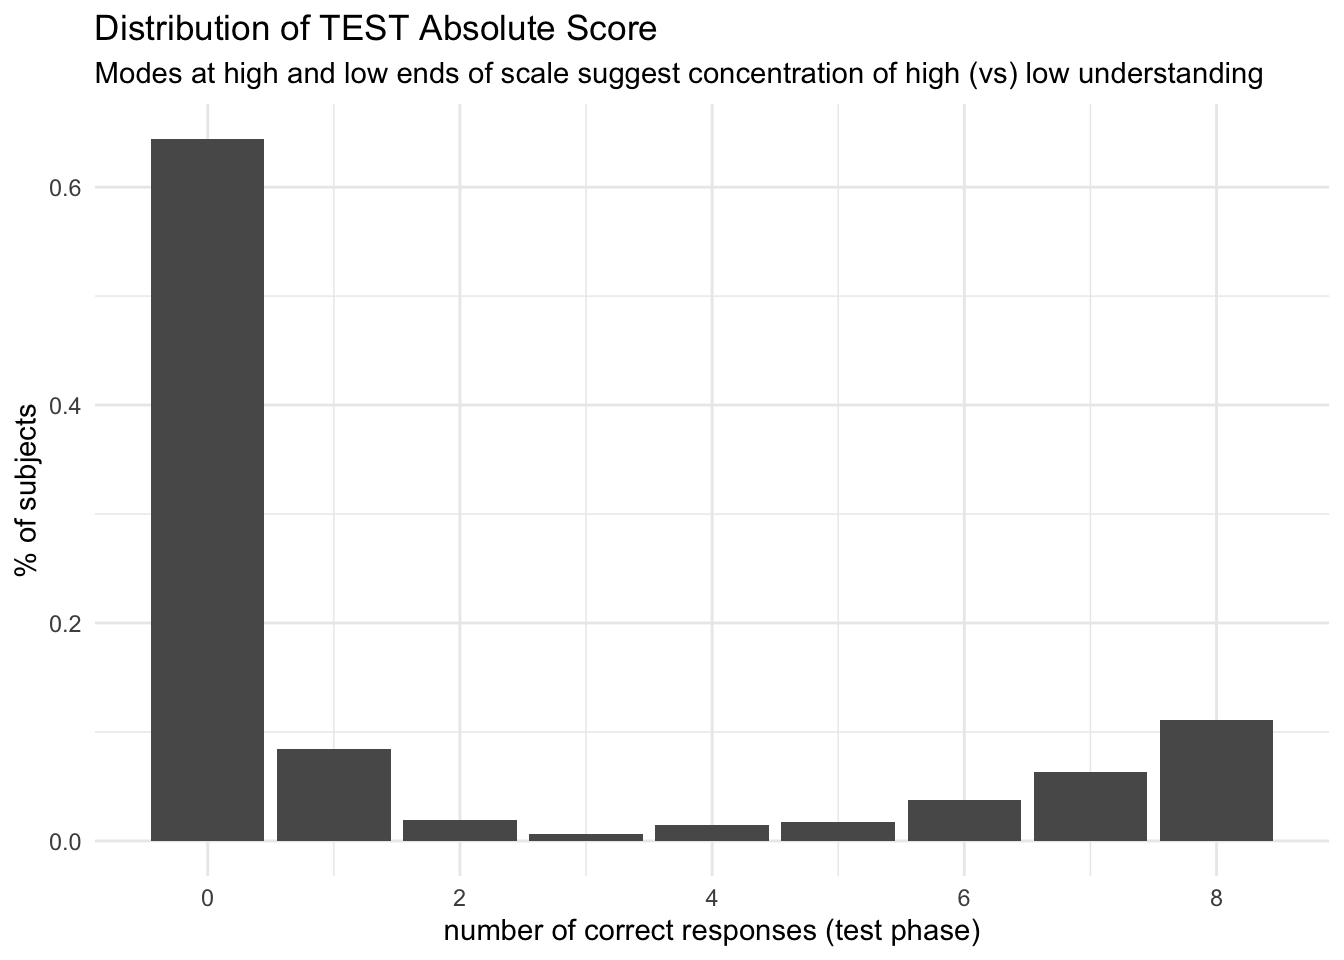 Distribution of TEST Absolute Score
Modes at high and low ends of scale suggest concentration of high (vs) low understanding
% of subjects
0.6
0.4
0.2
0.0
0 2 4 6 8
number of correct responses (test phase)